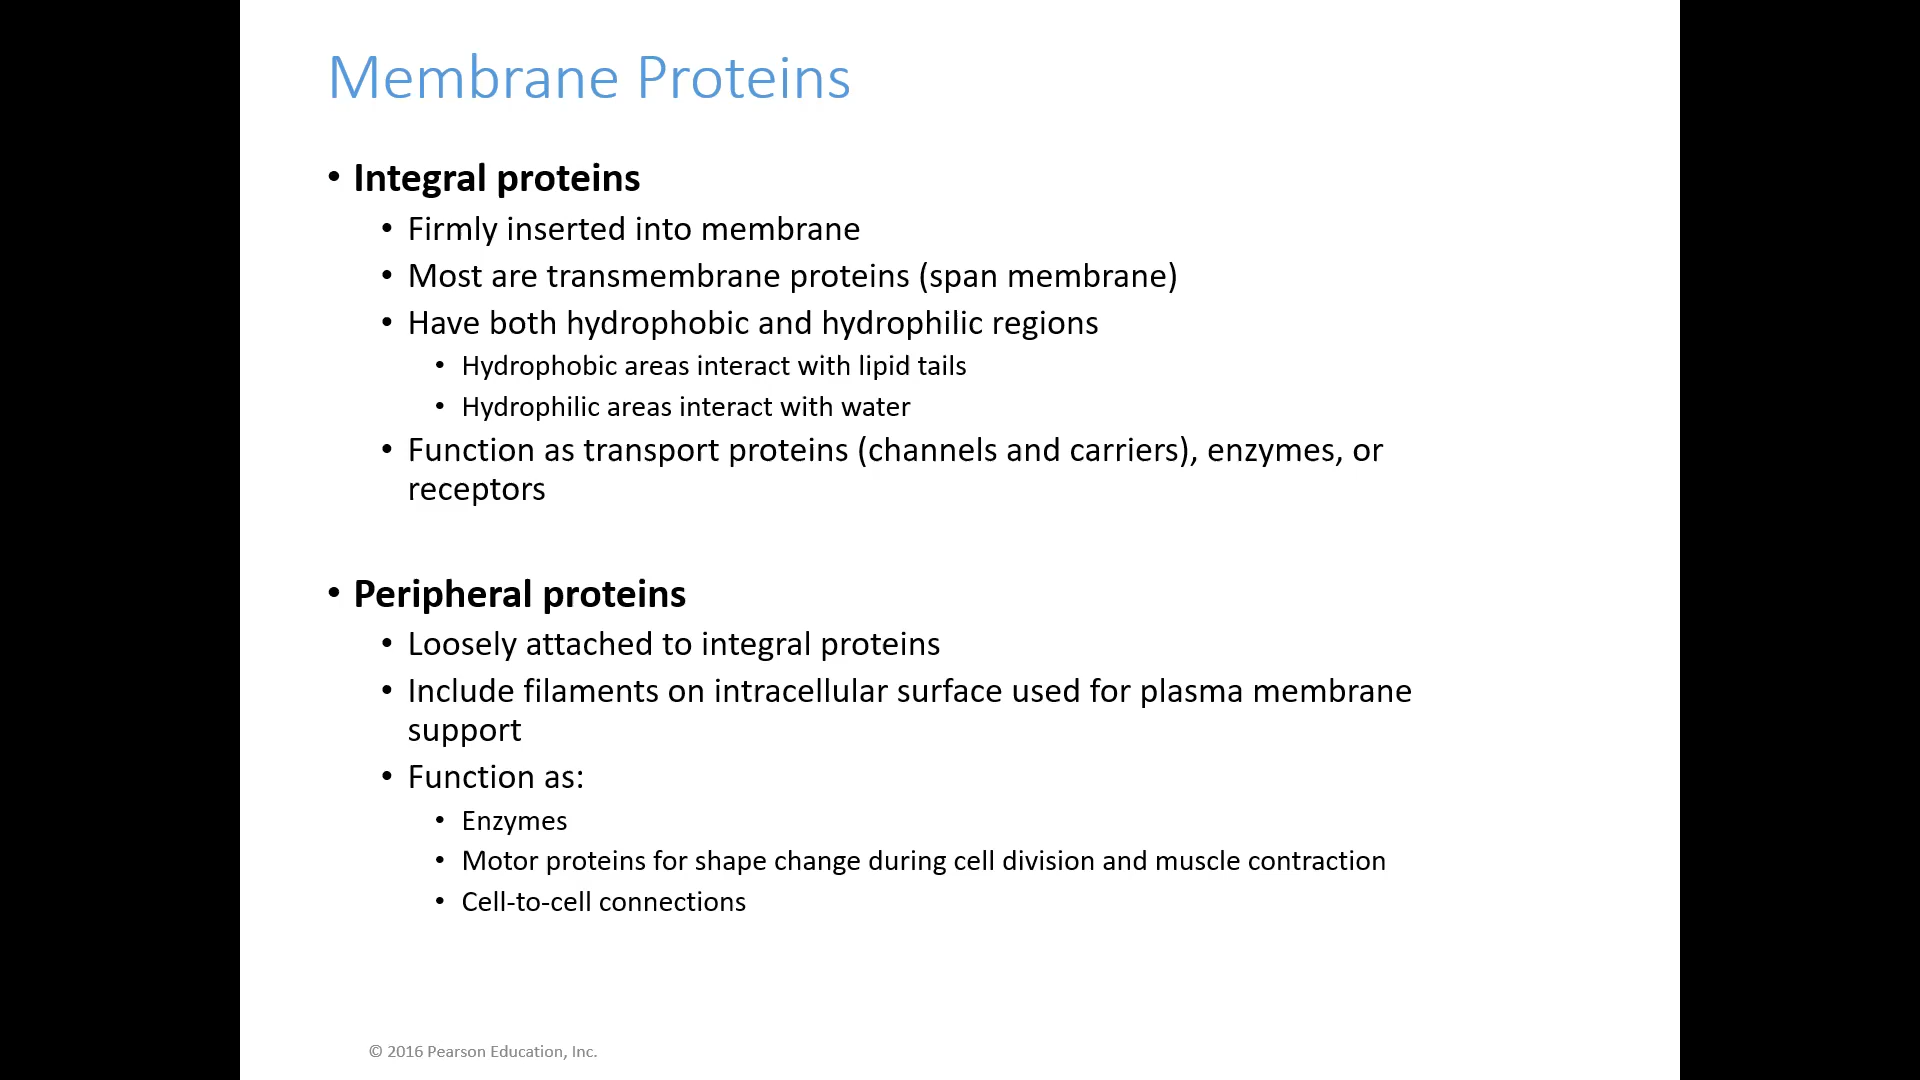 Membrane Proteins
• Integral proteins
• Firmly inserted into membrane
• Most are transmembrane proteins (span membrane)
• Have both hydrophobic and hydrophilic regions
• Hydrophobic areas interact with lipid tails
• Hydrophilic areas interact with water
• Function as transport proteins (channels and carriers), enzymes, or
receptors
• Peripheral proteins
• Loosely attached to integral proteins
• Include filaments on intracellular surface used for plasma membrane
support
• Function as:
• Enzymes
• Motor proteins for shape change during cell division and muscle contraction
• Cell-to-cell connections
© 2016 Pearson Education, Inc.